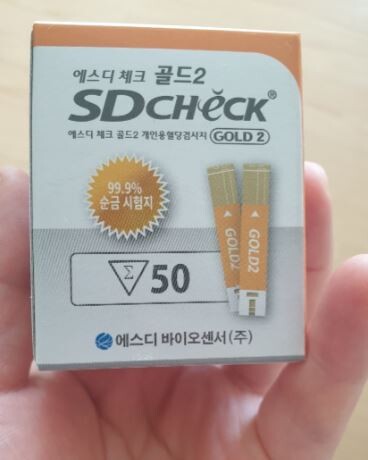 에스디 체크 골드2
SDCHECK®
에스디 체크 골드2 개인용혈당검사지 GOLD 2
99.9%
순금 시험지
Σ 50
GOLD2
GOLD2
에스디 바이오센서(주)